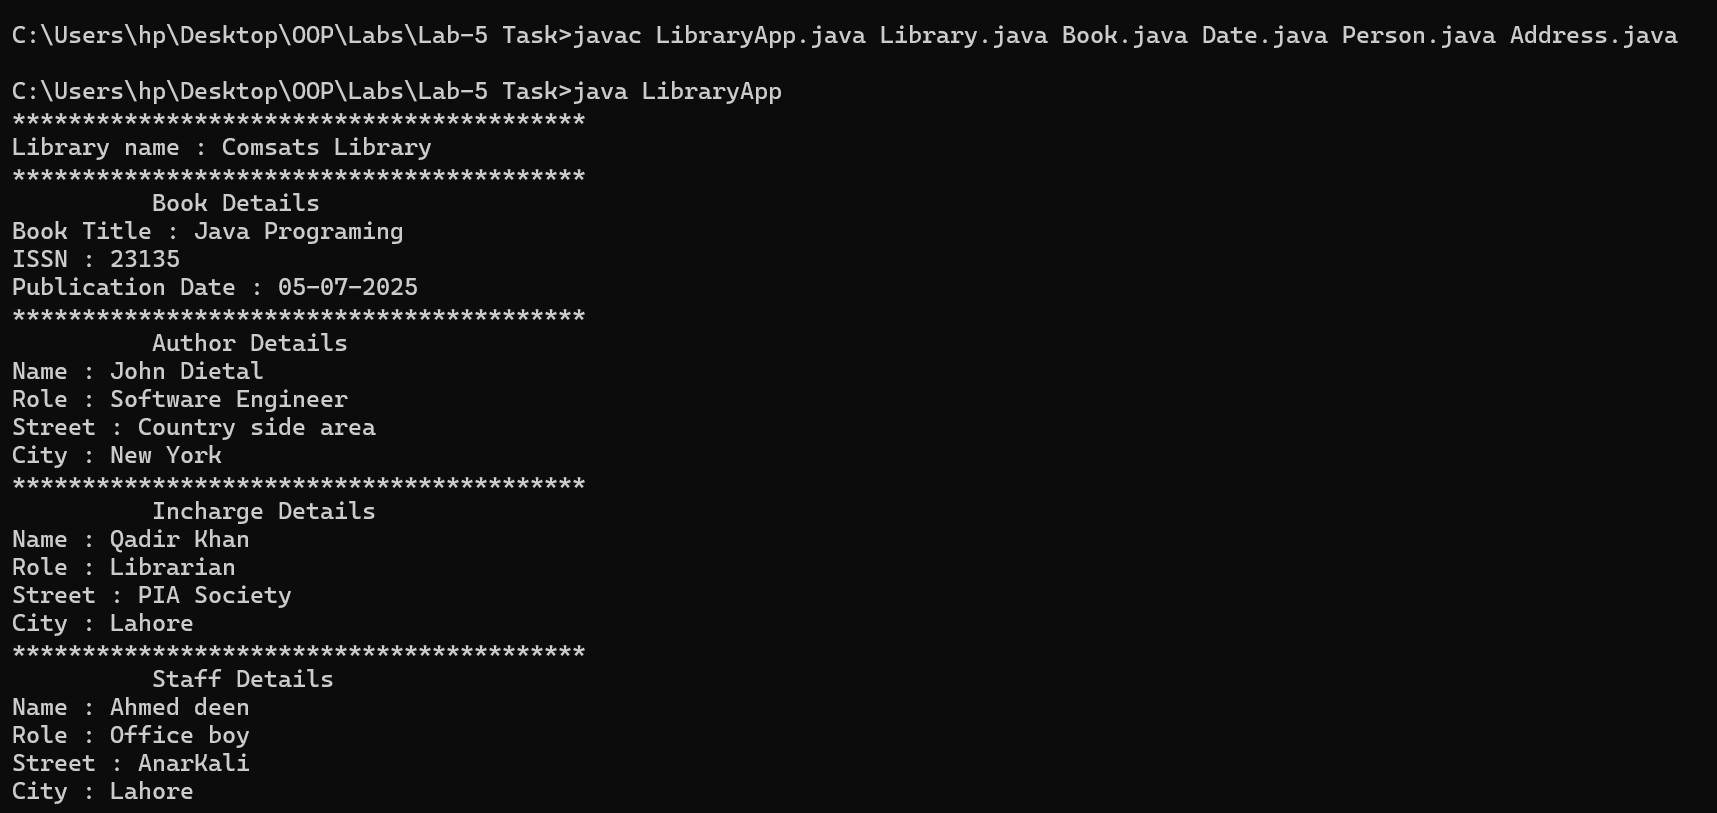 C:\Users\hp\Desktop\OOP\Labs\Lab-5 Task>javac LibraryApp.java Library.java Book.java Date.java Person.java Address.java
C:\Users\hp\Desktop\OOP\Labs\Lab-5 Task>java LibraryApp
*****************************************
Library name : Comsats Library
*****************************************
          Book Details
Book Title : Java Programing
ISSN : 23135
Publication Date : 05-07-2025
*****************************************
          Author Details
Name : John Dietal
Role : Software Engineer
Street : Country side area
City : New York
*****************************************
          Incharge Details
Name : Qadir Khan
Role : Librarian
Street : PIA Society
City : Lahore
*****************************************
          Staff Details
Name : Ahmed deen
Role : Office boy
Street : AnarKali
City : Lahore